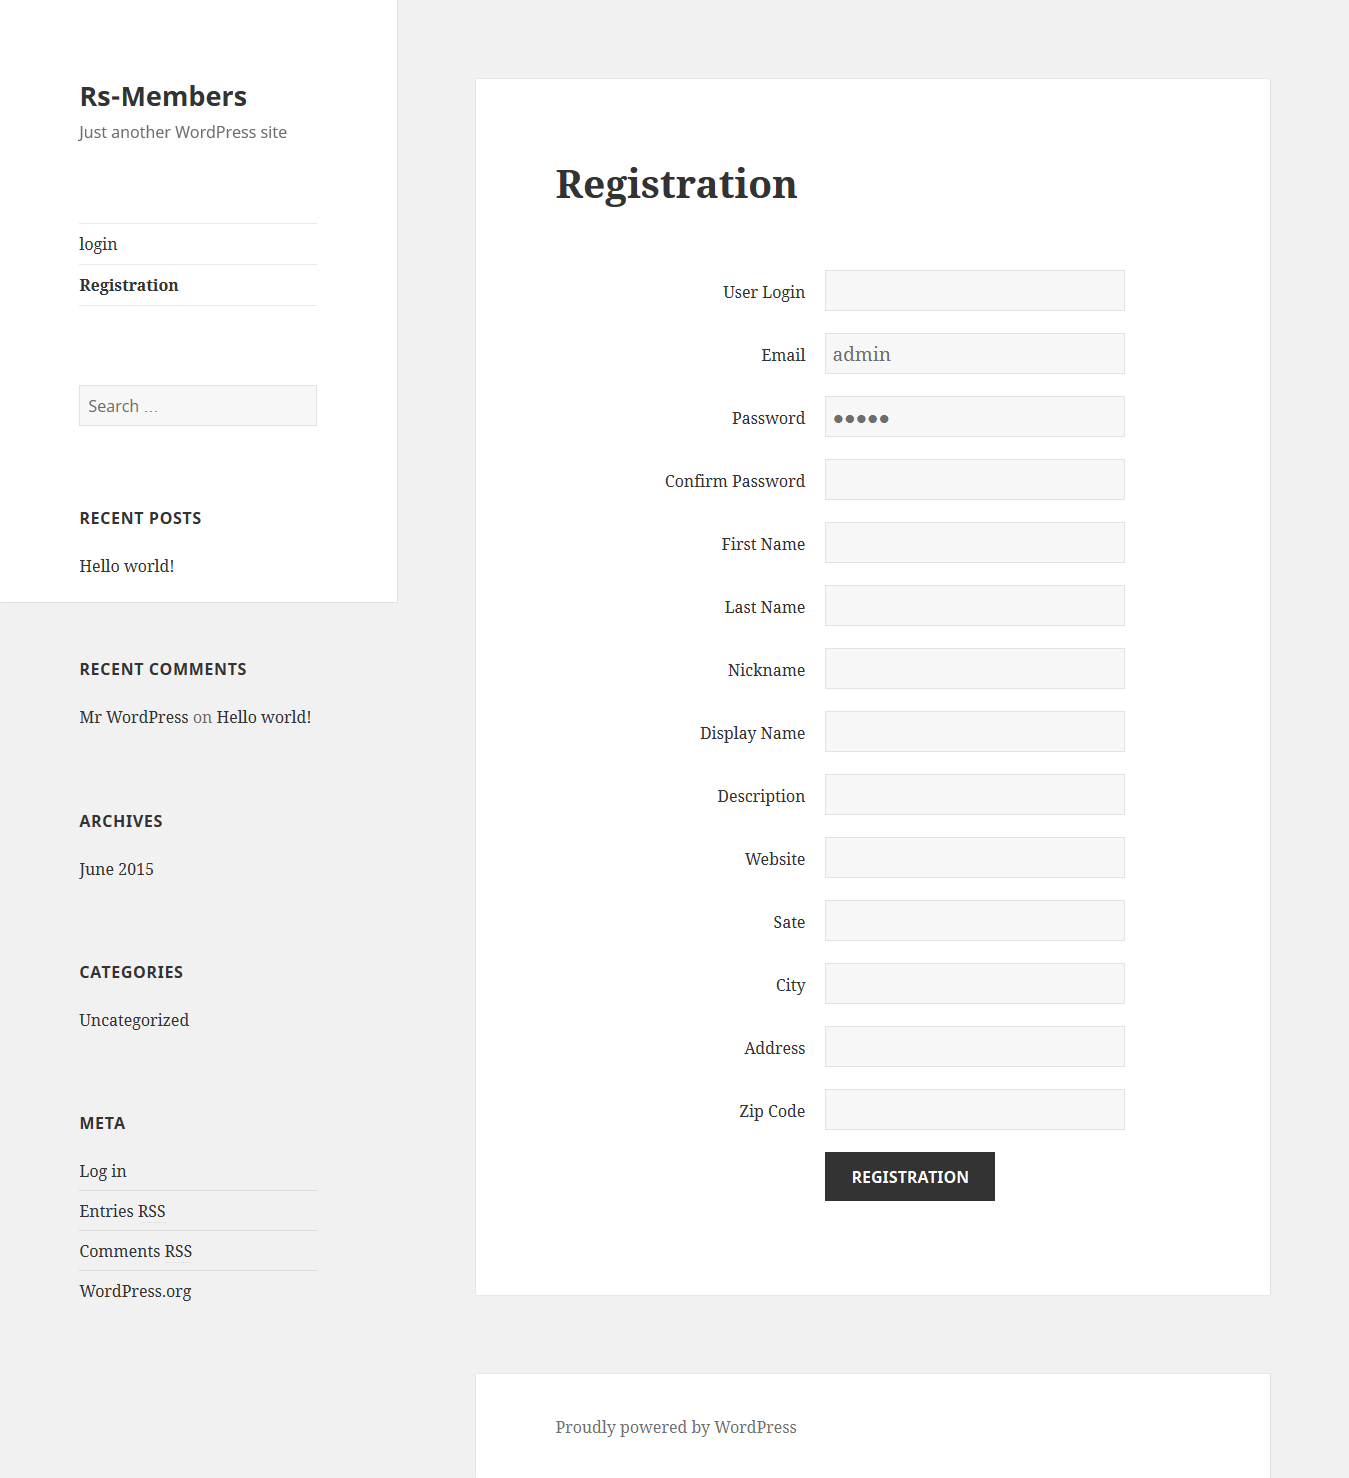 Rs-Members
Just another WordPress site
login
Registration
Search …
RECENT POSTS
Hello world!
RECENT COMMENTS
Mr WordPress on Hello world!
ARCHIVES
June 2015
CATEGORIES
Uncategorized
META
Log in
Entries RSS
Comments RSS
WordPress.org
Registration
User Login
Email admin
Password •••••
Confirm Password
First Name
Last Name
Nickname
Display Name
Description
Website
Sate
City
Address
Zip Code
REGISTRATION
Proudly powered by WordPress